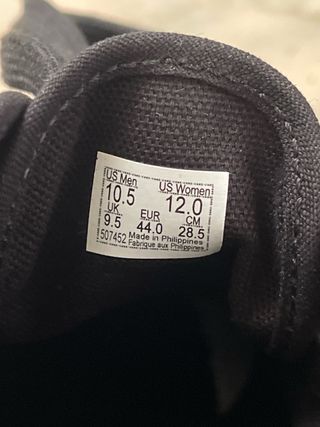 US Men US Women
10.5 12.0
UK EUR CM
9.5 44.0 28.5
507452 Made in Philippines
Fabrique aux Philippines